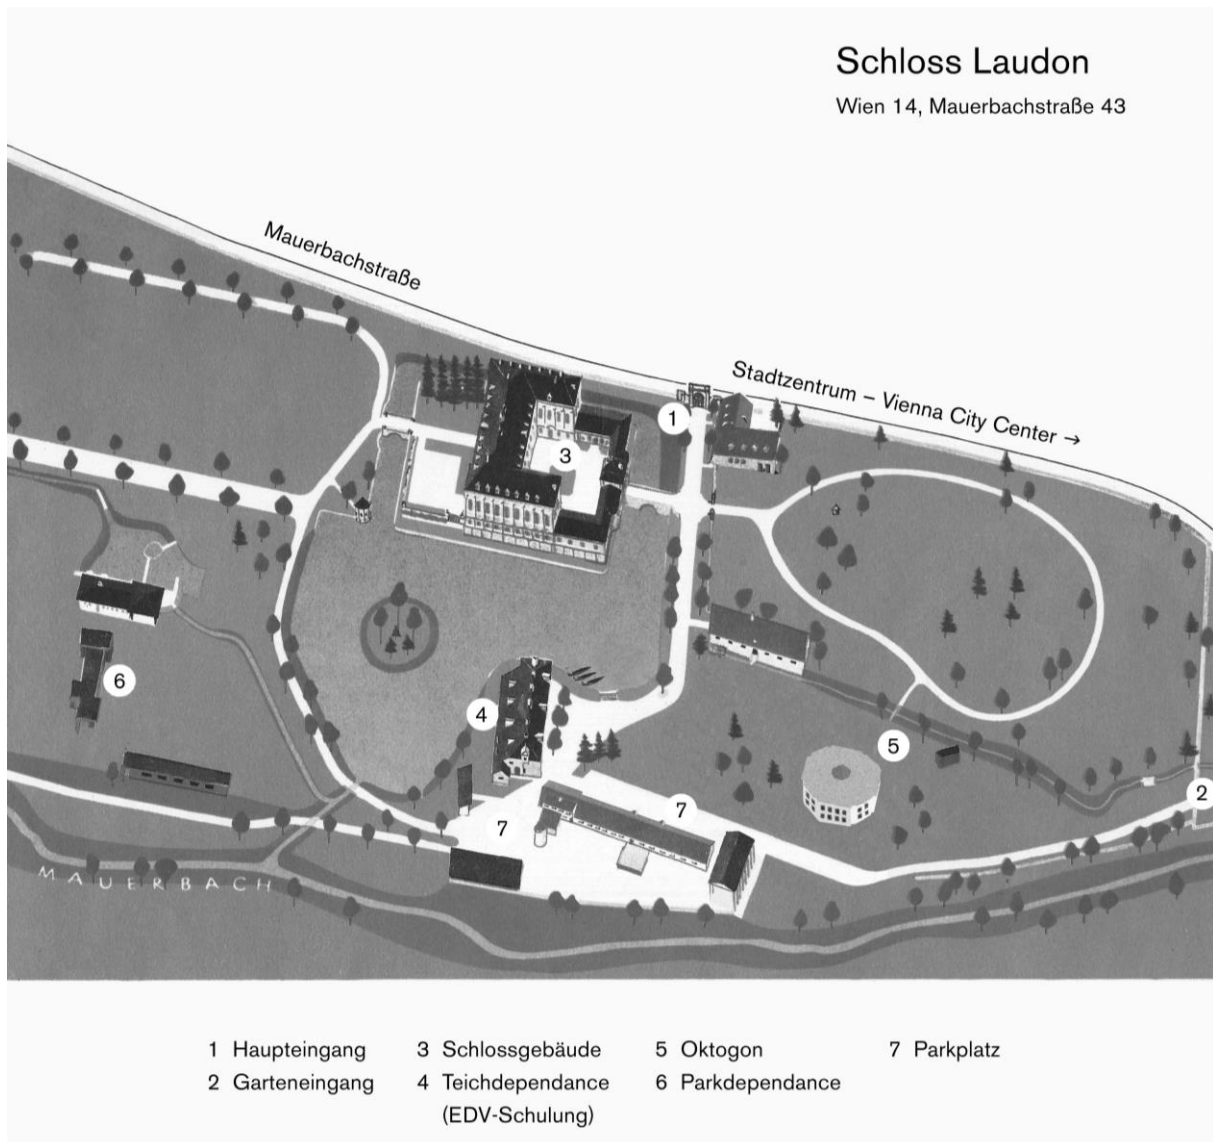 Schloss Laudon
Wien 14, Mauerbachstraße 43
Mauerbachstraße
Stadtzentrum – Vienna City Center →
1
3
6
4
5
7
2
7
MAUERBACH
1 Haupteingang
2 Garteneingang
3 Schlossgebäude
4 Teichdependance
(EDV-Schulung)
5 Oktogon
6 Parkdependance
7 Parkplatz